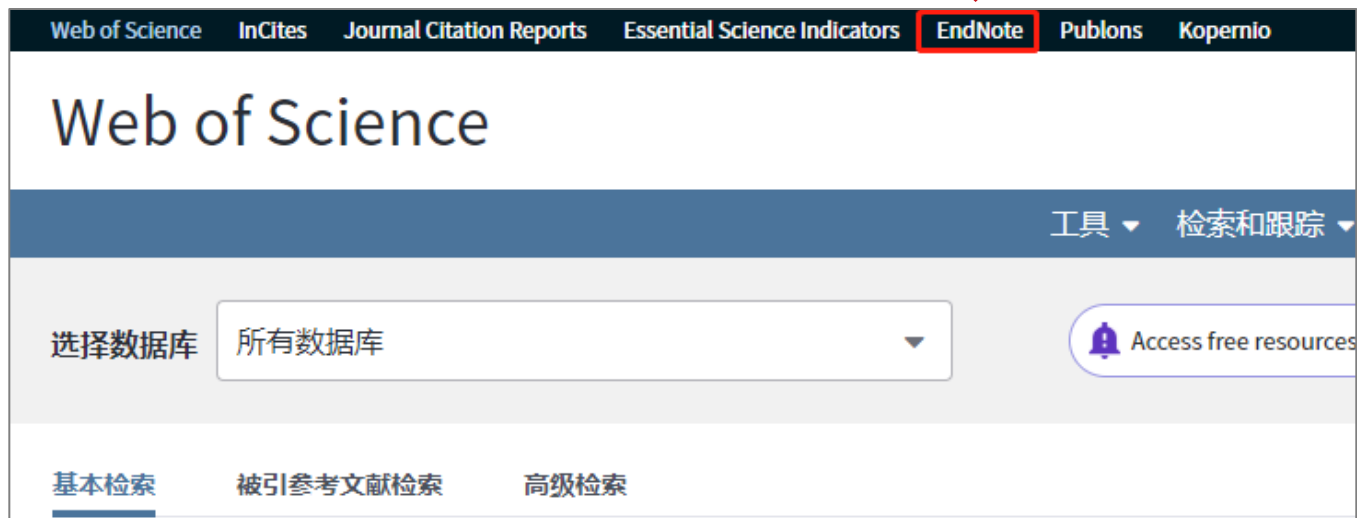 Web of Science InCites Journal Citation Reports Essential Science Indicators EndNote Publons Kopernio
Web of Science
工具 检索和跟踪
选择数据库 所有数据库 Access free resources
基本检索 被引参考文献检索 高级检索